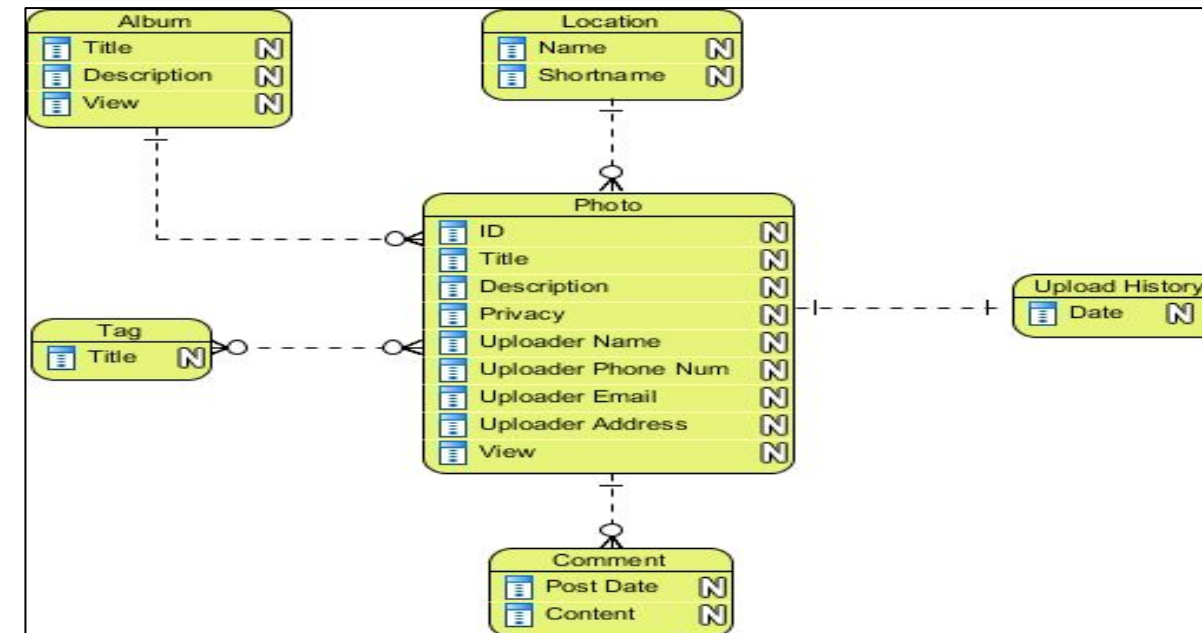 Album
Title N
Description N
View N
Location
Name N
Shortname N
Photo
ID N
Title N
Description N
Privacy N
Uploader Name N
Uploader Phone Num N
Uploader Email N
Uploader Address N
View N
Tag
Title N
Upload History
Date N
Comment
Post Date N
Content N